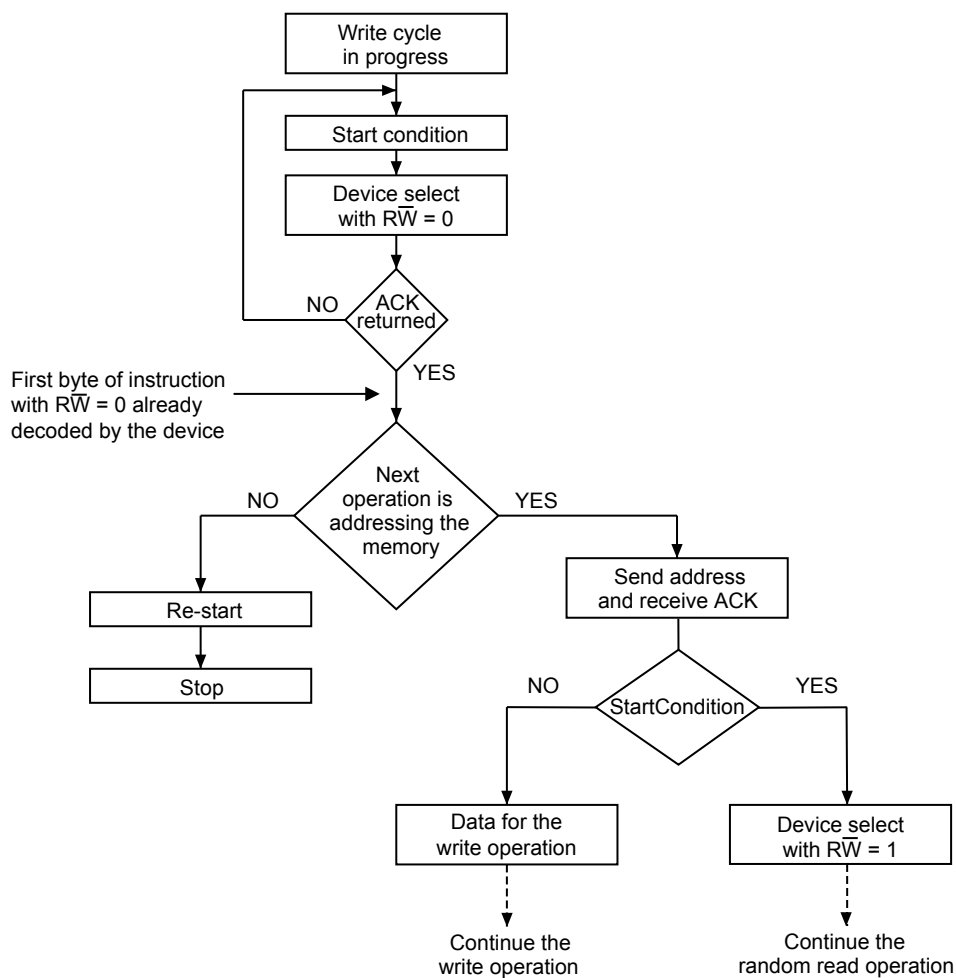 Write cycle
in progress
Start condition
Device select
with RW̅ = 0
NO
ACK
returned
YES
First byte of instruction
with RW̅ = 0 already
decoded by the device
NO
Next
operation is
addressing the
memory
YES
Send address
and receive ACK
Re-start
Stop
NO
StartCondition
YES
Data for the
write operation
Device select
with RW̅ = 1
Continue the
write operation
Continue the
random read operation